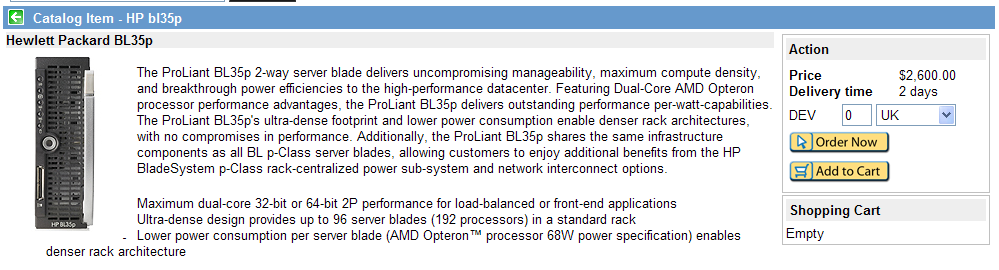 Catalog Item - HP bl35p
Hewlett Packard BL35p
The ProLiant BL35p 2-way server blade delivers uncompromising manageability, maximum compute density,
and breakthrough power efficiencies to the high-performance datacenter. Featuring Dual-Core AMD Opteron
processor performance advantages, the ProLiant BL35p delivers outstanding performance per-watt-capabilities.
The ProLiant BL35p's ultra-dense footprint and lower power consumption enable denser rack architectures,
with no compromises in performance. Additionally, the ProLiant BL35p shares the same infrastructure
components as all BL p-Class server blades, allowing customers to enjoy additional benefits from the HP
BladeSystem p-Class rack-centralized power sub-system and network interconnect options.
Maximum dual-core 32-bit or 64-bit 2P performance for load-balanced or front-end applications
Ultra-dense design provides up to 96 server blades (192 processors) in a standard rack
- Lower power consumption per server blade (AMD Opteron™ processor 68W power specification) enables
denser rack architecture
HP BL35p
Action
Price $2,600.00
Delivery time 2 days
DEV 0 UK
Order Now
Add to Cart
Shopping Cart
Empty